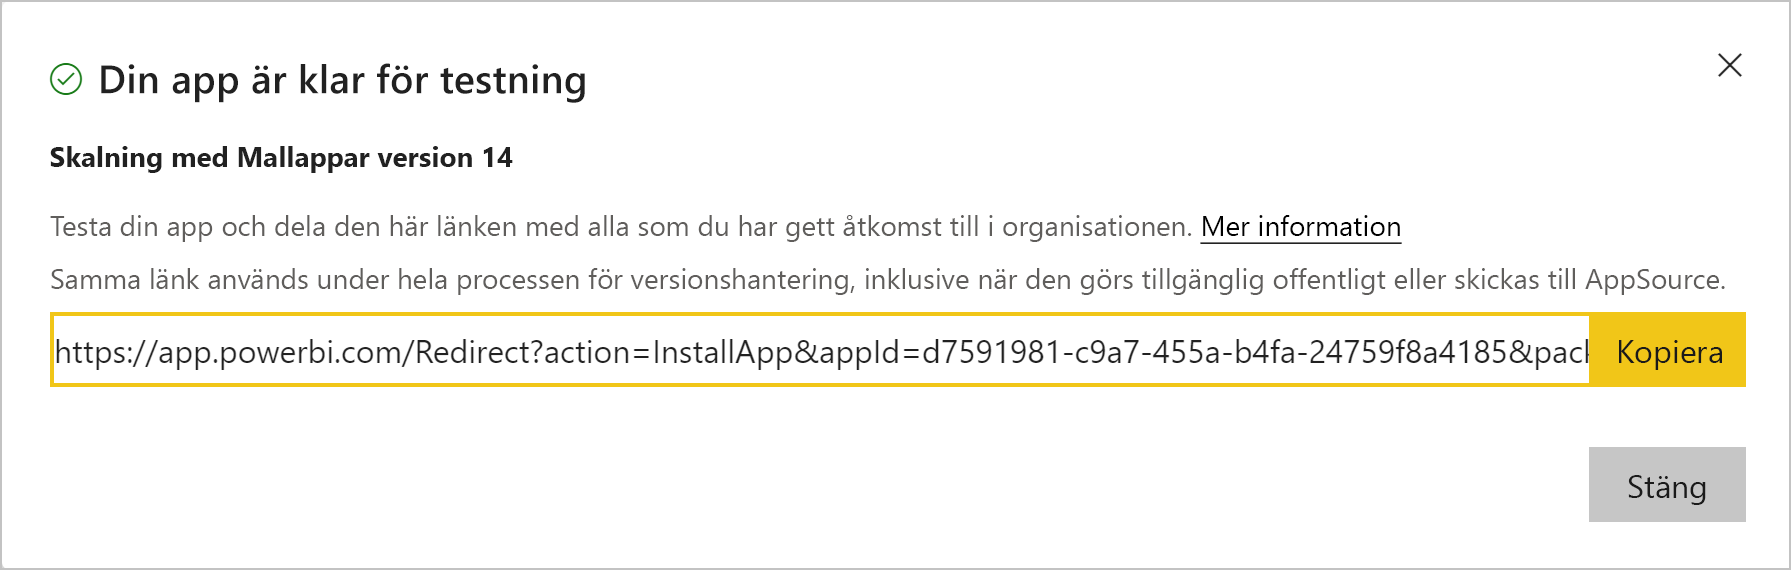 Din app är klar för testning
Skalning med Mallappar version 14
Testa din app och dela den här länken med alla som du har gett åtkomst till i organisationen. Mer information
Samma länk används under hela processen för versionshantering, inklusive när den görs tillgänglig offentligt eller skickas till AppSource.
https://app.powerbi.com/Redirect?action=InstallApp&appId=d7591981-c9a7-455a-b4fa-24759f8a4185&pack Kopiera
Stäng